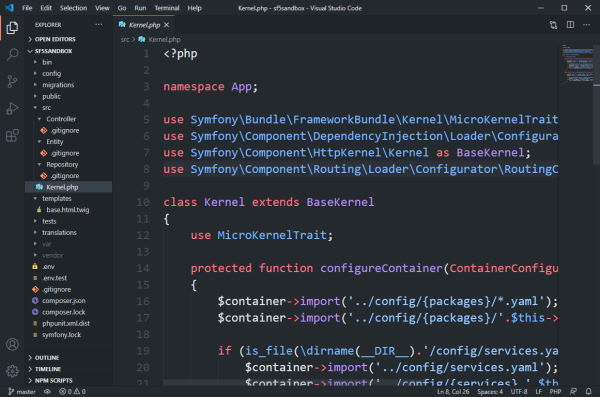 File Edit Selection View Go Run Terminal H Kernel.php - sf5sandbox - Visual Studio Code
EXPLORER
OPEN EDITORS
SF5SANDBOX
bin
config
migrations
public
src
Controller
.gitignore
Entity
.gitignore
Repository
.gitignore
Kernel.php
templates
base.html.twig
tests
translations
var
vendor
.env
.env.test
.gitignore
composer.json
composer.lock
phpunit.xml.dist
symfony.lock
OUTLINE
TIMELINE
NPM SCRIPTS
Kernel.php
src > Kernel.php
1 <?php
2
3 namespace App;
4
5 use Symfony\Bundle\FrameworkBundle\Kernel\MicroKernelTrait
6 use Symfony\Component\DependencyInjection\Loader\Configura
7 use Symfony\Component\HttpKernel\Kernel as BaseKernel;
8 use Symfony\Component\Routing\Loader\Configurator\RoutingC
9
10 class Kernel extends BaseKernel
11 {
12 use MicroKernelTrait;
13
14 protected function configureContainer(ContainerConfigu
15 {
16 $container->import('../config/{packages}/*.yaml');
17 $container->import('../config/{packages}/'.$this->
18
19 if (is_file(\dirname(__DIR__).'/config/services.ya
20 $container->import('../config/services.yaml');
21 $container->import('../config/{services}_'.$th
master 0 0 Ln 8, Col 26 Spaces: 4 UTF-8 LF PHP